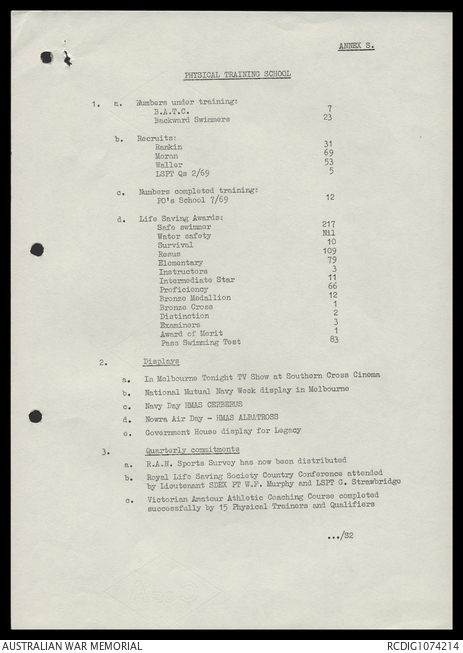 ANNEX S.
PHYSICAL TRAINING SCHOOL
1. a. Numbers under training:
B.A.T.C. 7
Backward Swimmers 23
b. Recruits:
Rankin 31
Moran 69
Waller 53
LSPT Qs 2/69 5
c. Numbers completed training:
PO's School 7/69 12
d. Life Saving Awards:
Safe swimmer 217
Water safety Nil
Survival 10
Resus 109
Elementary 79
Instructors 3
Intermediate Star 11
Proficiency 66
Bronze Medallion 12
Bronze Cross 1
Distinction 2
Examiners 3
Award of Merit 1
Pass Swimming Test 83
2. Displays
a. In Melbourne Tonight TV Show at Southern Cross Cinema
b. National Mutual Navy Week display in Melbourne
c. Navy Day HMAS CERBERUS
d. Nowra Air Day - HMAS ALBATROSS
e. Government House display for Legacy
3. Quarterly commitments
a. R.A.N. Sports Survey has now been distributed
b. Royal Life Saving Society Country Conference attended
by Lieutenant SDEX PT W.F. Murphy and LSPT G. Strawbridge
c. Victorian Amateur Athletic Coaching Course completed
successfully by 15 Physical Trainers and Qualifiers
.../82
AUSTRALIAN WAR MEMORIAL
RCDIG1074214